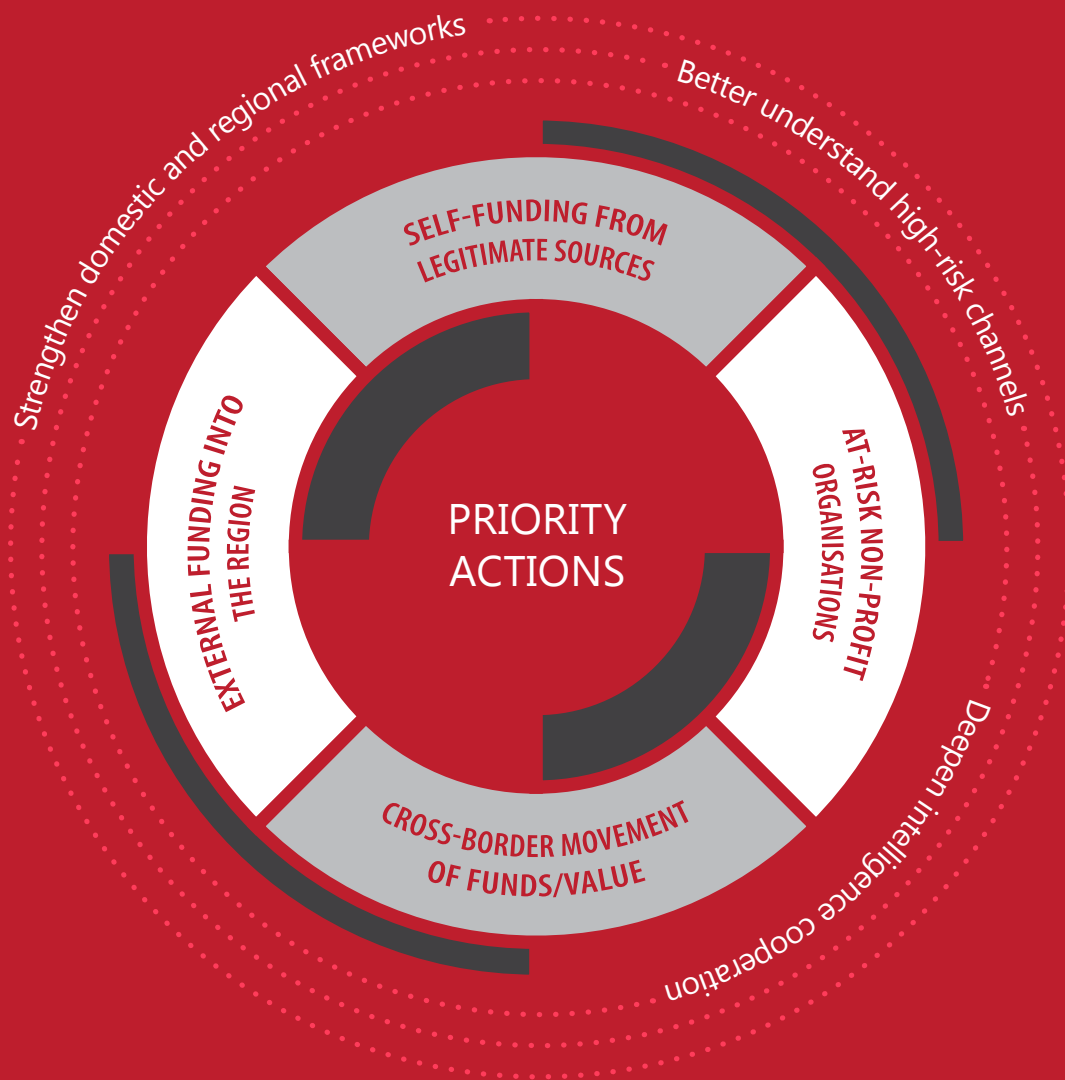 Strengthen domestic and regional frameworks
Better understand high-risk channels
SELF-FUNDING FROM
LEGITIMATE SOURCES
EXTERNAL FUNDING INTO
THE REGION
PRIORITY
ACTIONS
AT-RISK NON-PROFIT
ORGANISATIONS
CROSS-BORDER MOVEMENT
OF FUNDS/VALUE
Deepen intelligence cooperation